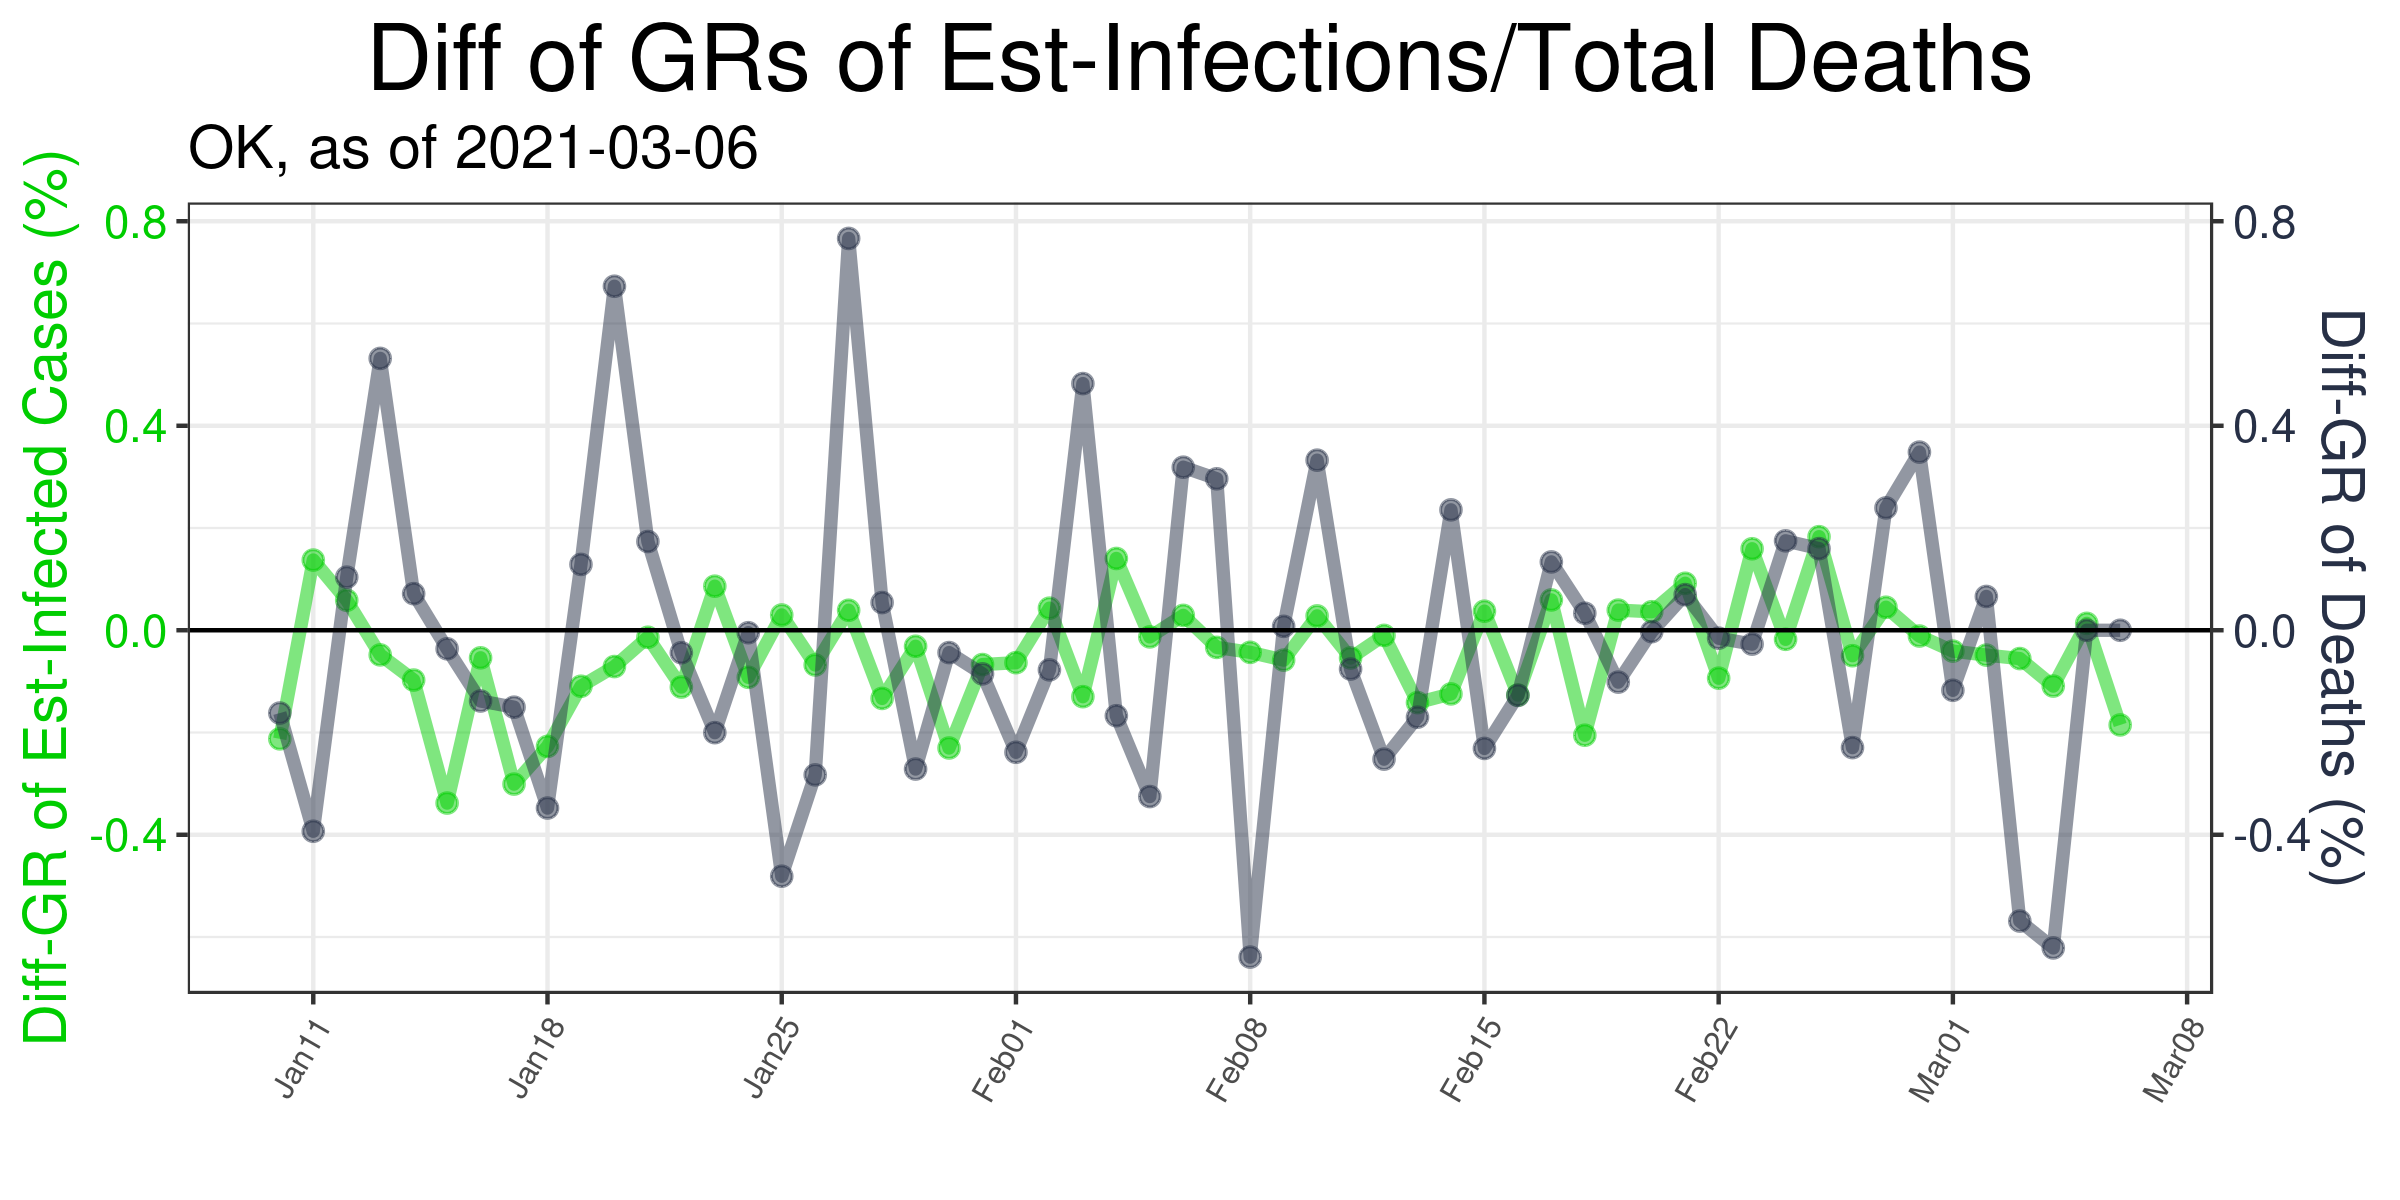 Diff of GRs of Est-Infections/Total Deaths
OK, as of 2021-03-06
Diff-GR of Est-Infected Cases (%)
0.8
0.4
0.0
-0.4
0.8
0.4
0.0
-0.4
Diff-GR of Deaths (%)
Jan11
Jan18
Jan25
Feb01
Feb08
Feb15
Feb22
Mar01
Mar08